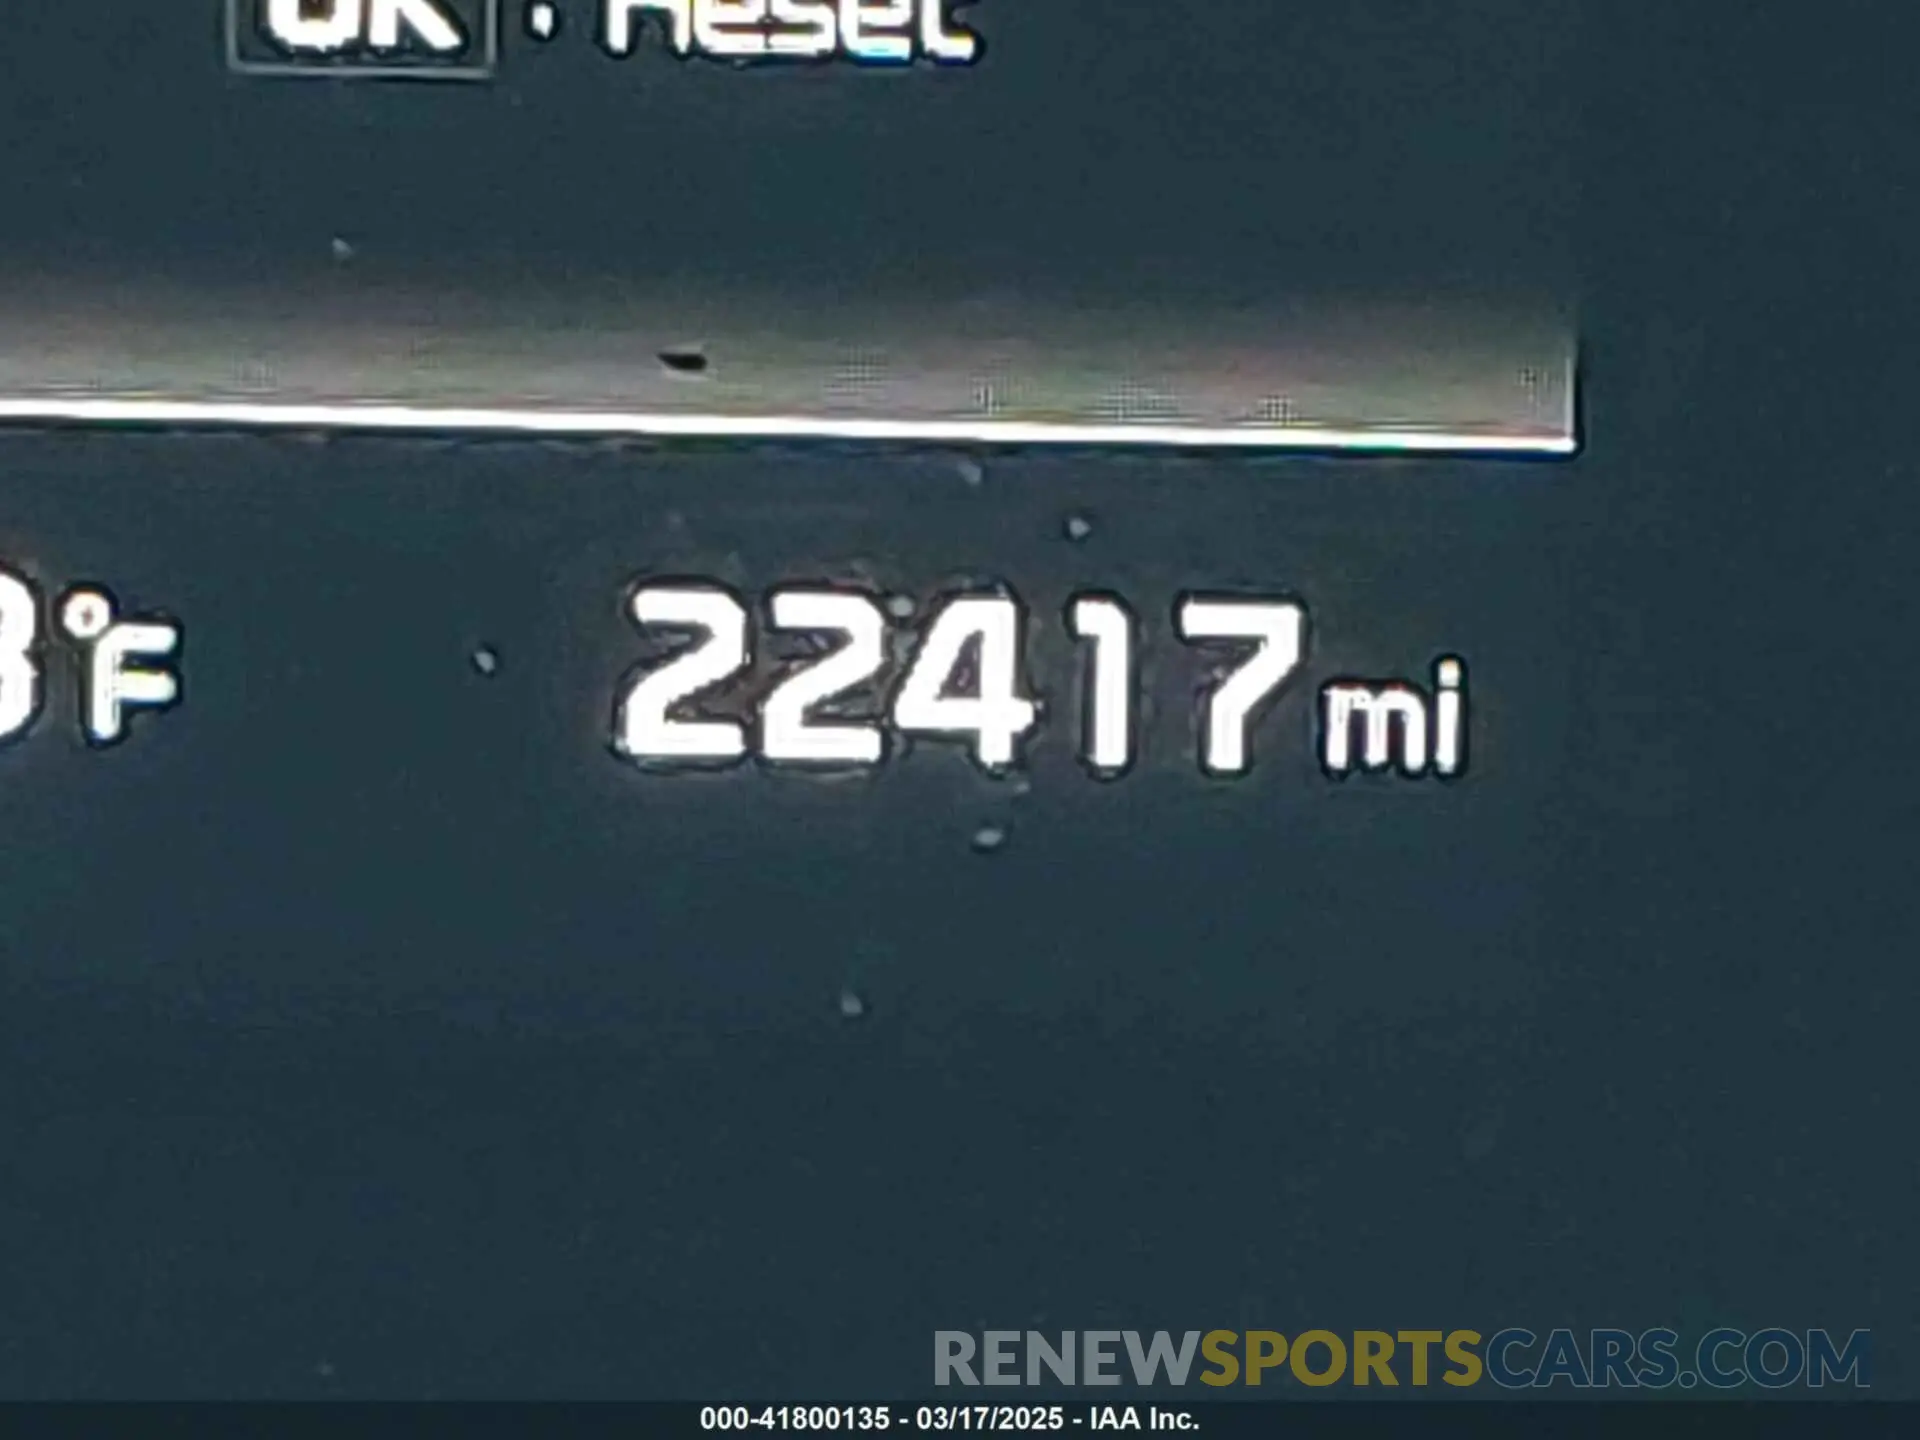 OK : Reset
°F 22417 mi
RENEWSPORTSCARS.COM
000-41800135 - 03/17/2025 - IAA Inc.